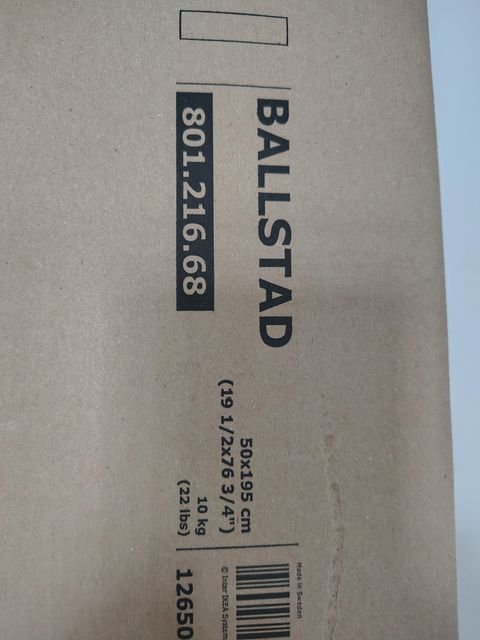 BALLSTAD
801.216.68
50x195 cm
(19 1/2x76 3/4")
10 kg
(22 lbs)
Made in Sweden
© Inter IKEA System
12650